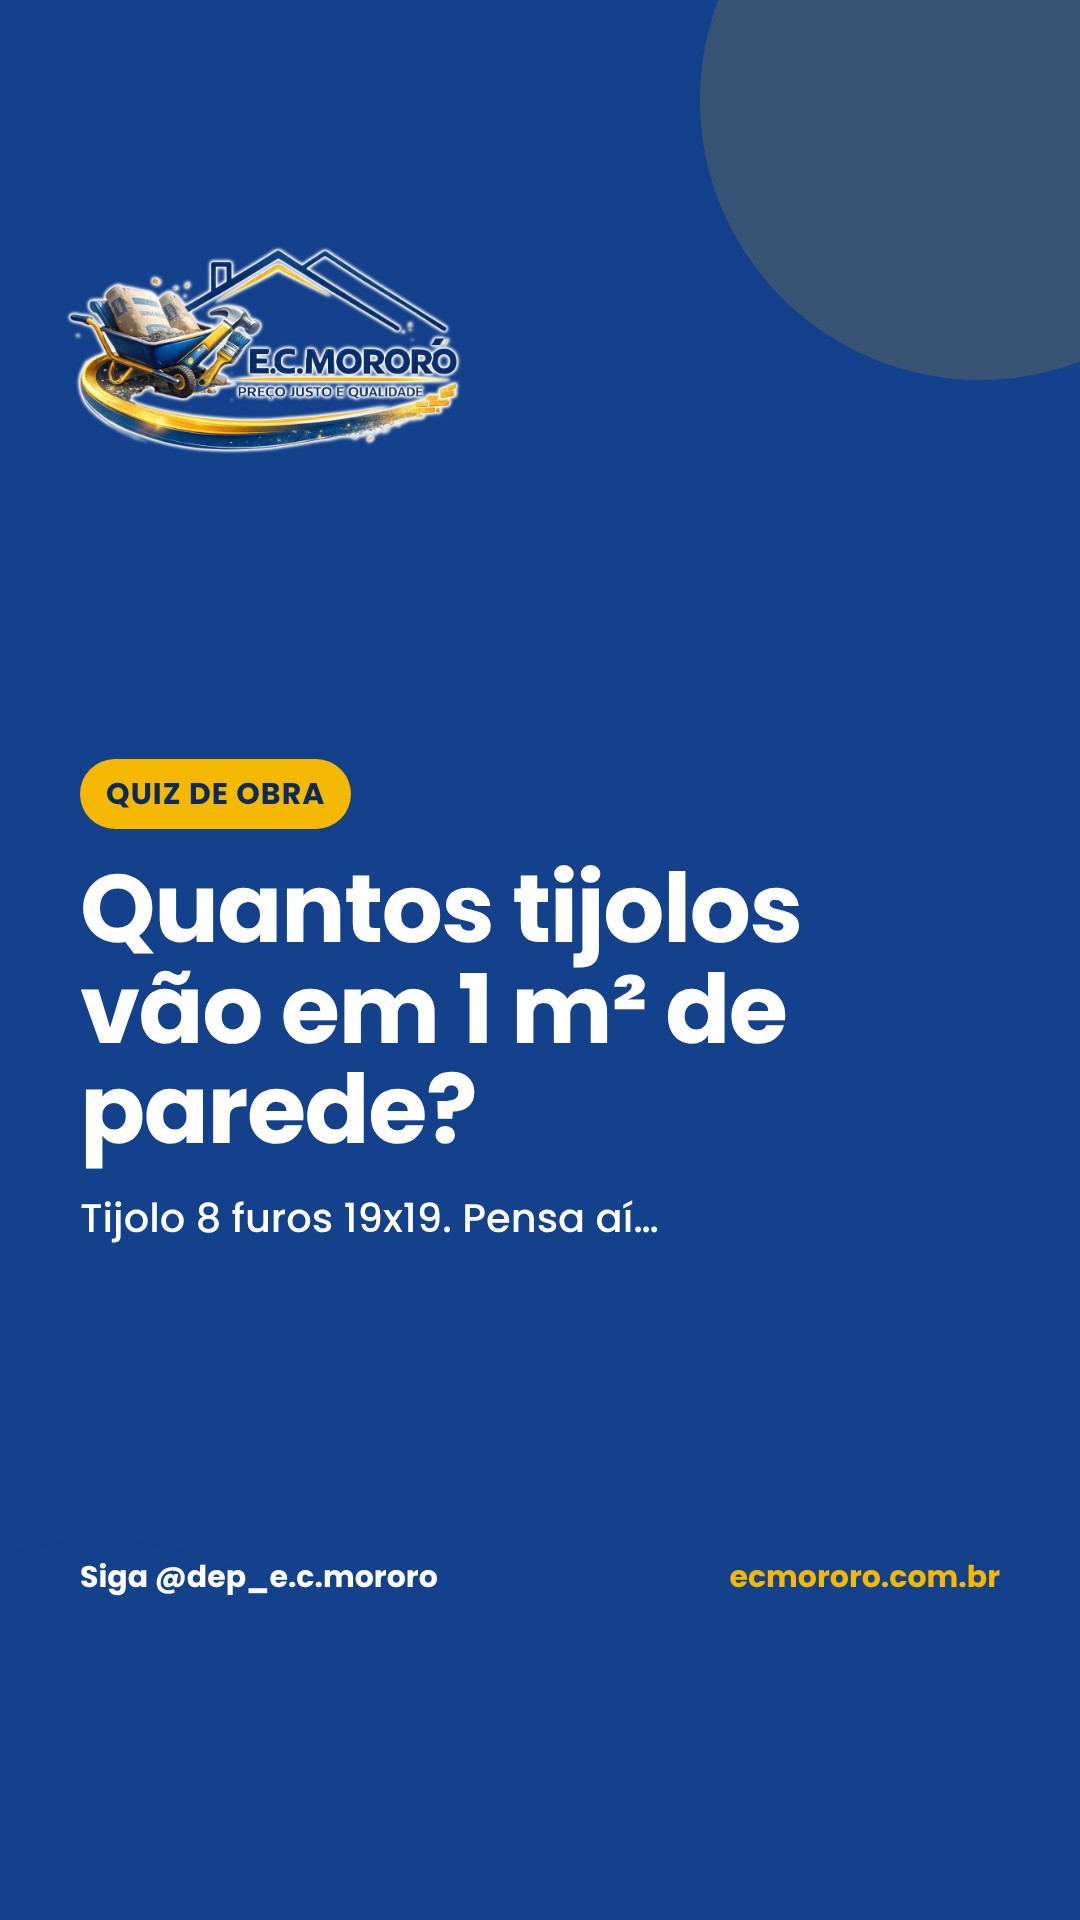 E.C.MORORÓ
PREÇO JUSTO E QUALIDADE
QUIZ DE OBRA
Quantos tijolos
vão em 1 m² de
parede?
Tijolo 8 furos 19x19. Pensa aí...
Siga @dep_e.c.mororo
ecmororo.com.br